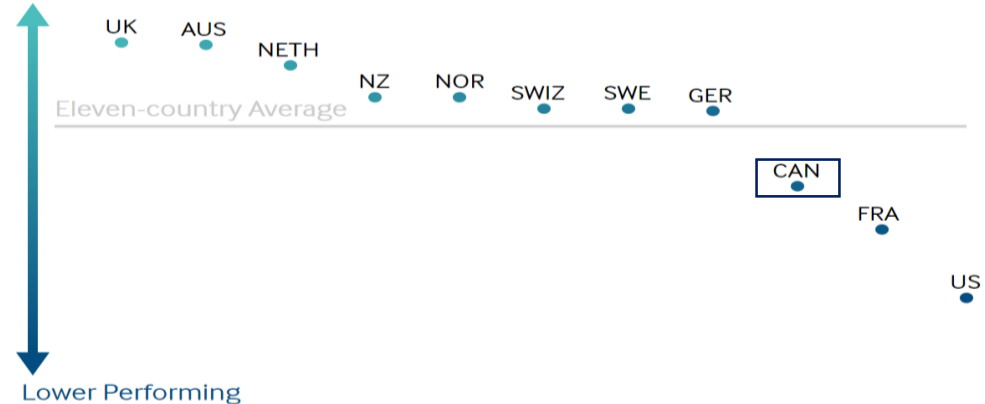 UK
AUS
NETH
NZ
NOR
SWIZ
SWE
GER
Eleven-country Average
CAN
FRA
US
Lower Performing